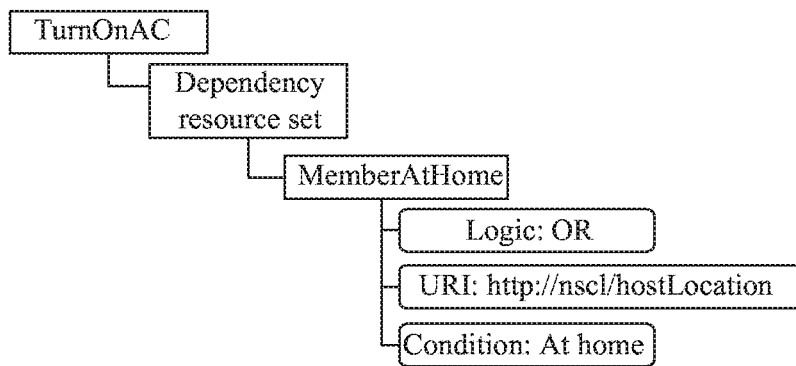 TurnOnAC
Dependency
resource set
MemberAtHome
Logic: OR
URI: http://nscl/hostLocation
Condition: At home